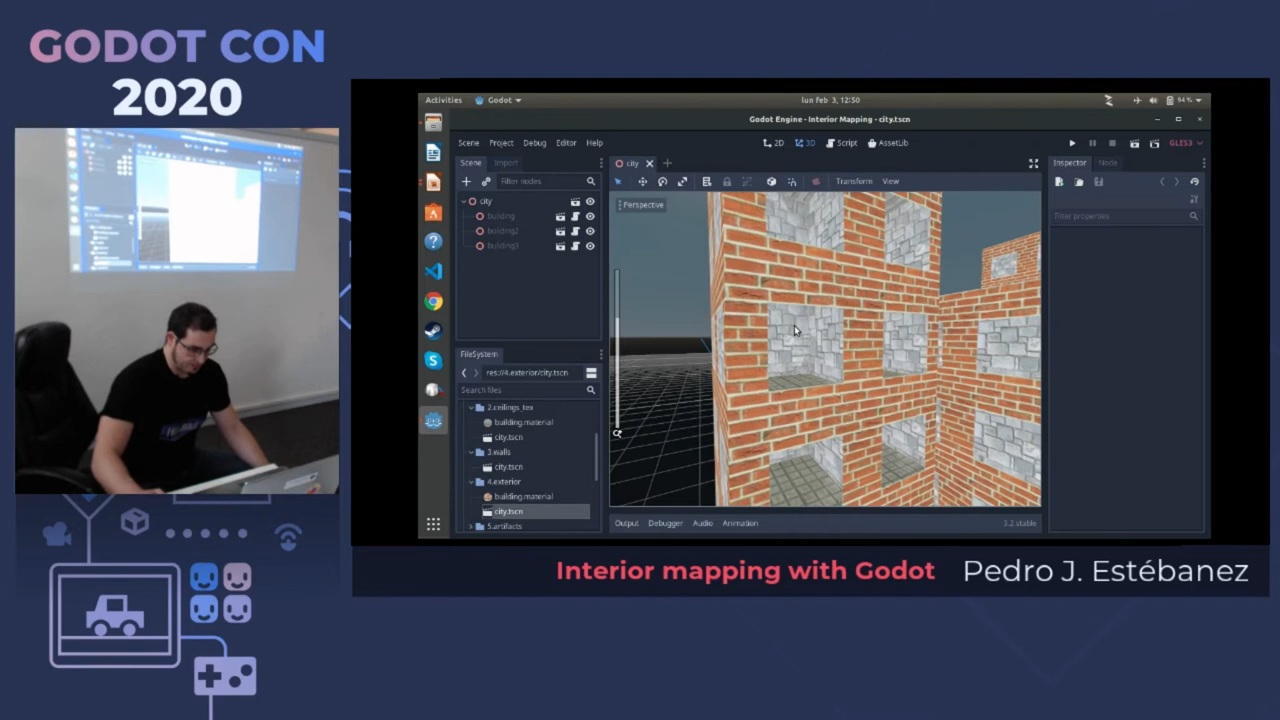 GODOT CON
2020
Activities Godot lun feb 3, 12:50 94%
Godot Engine - Interior Mapping - city.tscn
Scene Project Debug Editor Help 2D 3D Script AssetLib GLES3
Scene Import city Inspector Node
Filter nodes Transform View
city Perspective Filter properties
building
building2
building3
FileSystem
res://4.exterior/city.tscn
Search files
2.ceilings_tex
building.material
city.tscn
3.walls
city.tscn
4.exterior
building.material
city.tscn
5.artifacts
Output Debugger Audio Animation 3.2.stable
Interior mapping with Godot Pedro J. Estébanez